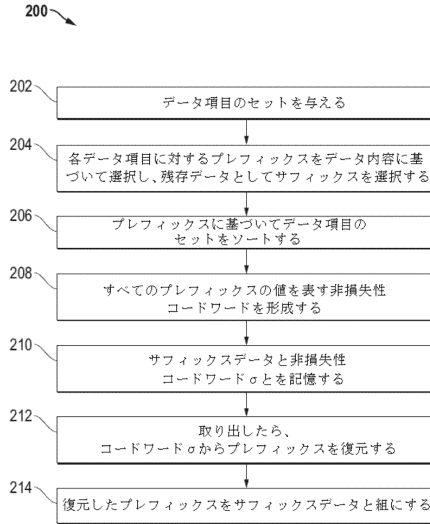 200
202
データ項目のセットを与える
204
各データ項目に対するプレフィックスをデータ内容に基
づいて選択し、残存データとしてサフィックスを選択する
206
プレフィックスに基づいてデータ項目の
セットをソートする
208
すべてのプレフィックスの値を表す非損失性
コードワードを形成する
210
サフィックスデータと非損失性
コードワードσとを記憶する
212
取り出したら、
コードワードσからプレフィックスを復元する
214
復元したプレフィックスをサフィックスデータと組にする